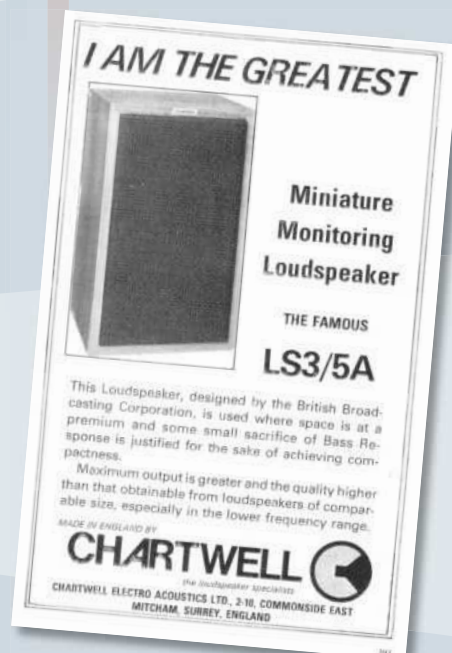 I AM THE GREATEST
Miniature
Monitoring
Loudspeaker
THE FAMOUS
LS3/5A
This Loudspeaker, designed by the British Broad-
casting Corporation, is used where space is at a
premium and some small sacrifice of Bass Re-
sponse is justified for the sake of achieving com-
pactness.
Maximum output is greater and the quality higher
than that obtainable from loudspeakers of compar-
able size, especially in the lower frequency range.
MADE IN ENGLAND BY
CHARTWELL
the loudspeaker specialists
CHARTWELL ELECTRO ACOUSTICS LTD., 2-16, COMMONSIDE EAST
MITCHAM, SURREY, ENGLAND